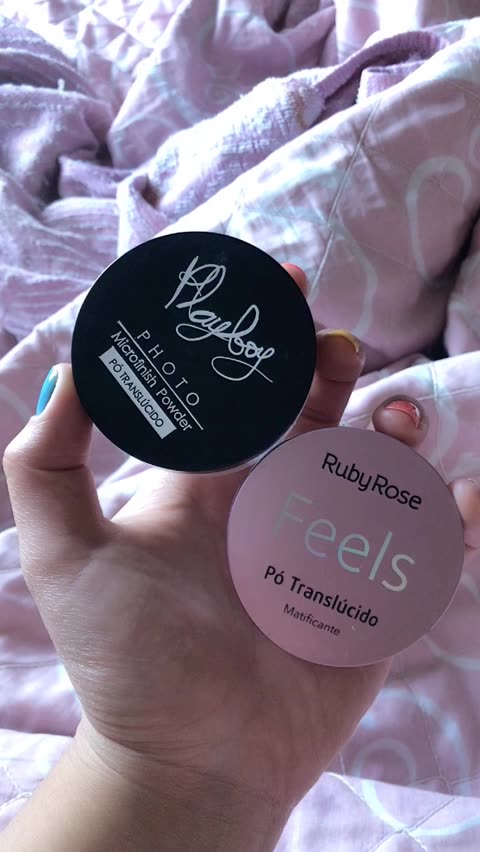 Playboy
PHOTO
Microfinish Powder
PÓ TRANSLÚCIDO
RubyRose
Feels
Pó Translúcido
Matificante